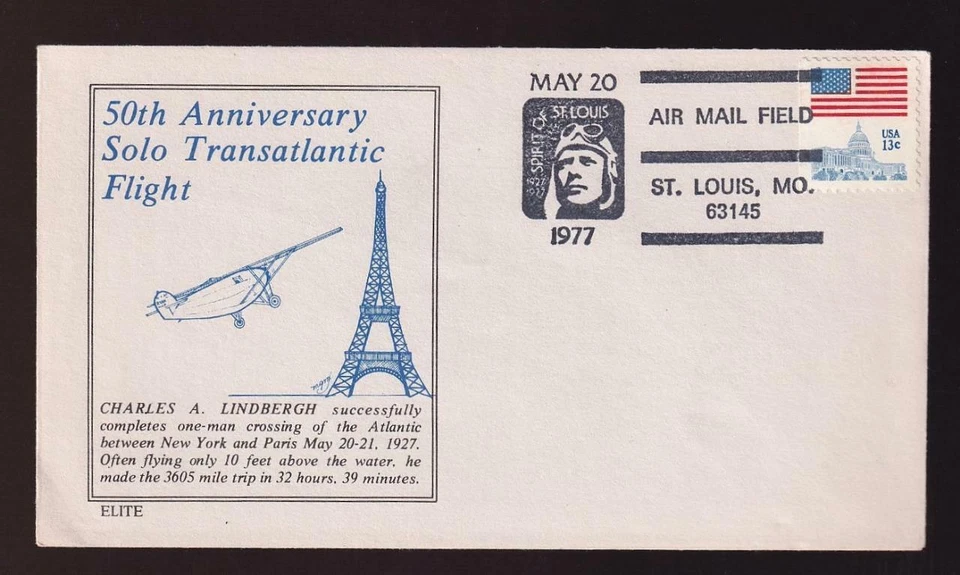 50th Anniversary
Solo Transatlantic
Flight
CHARLES A. LINDBERGH successfully
completes one-man crossing of the Atlantic
between New York and Paris May 20-21, 1927.
Often flying only 10 feet above the water, he
made the 3605 mile trip in 32 hours, 39 minutes.
ELITE
MAY 20
SPIRIT OF ST. LOUIS
1927
1977
1977
AIR MAIL FIELD
ST. LOUIS, MO.
63145
USA
13c